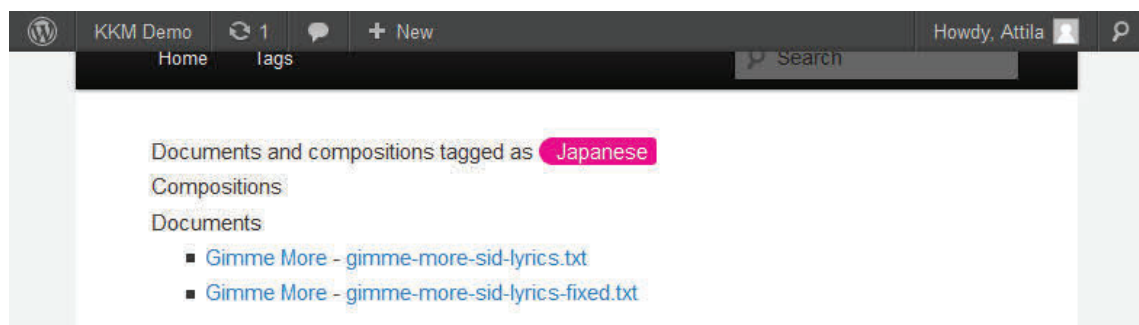 KKM Demo 1 + New Howdy, Attila
Home Tags Search
Documents and compositions tagged as Japanese
Compositions
Documents
Gimme More - gimme-more-sid-lyrics.txt
Gimme More - gimme-more-sid-lyrics-fixed.txt